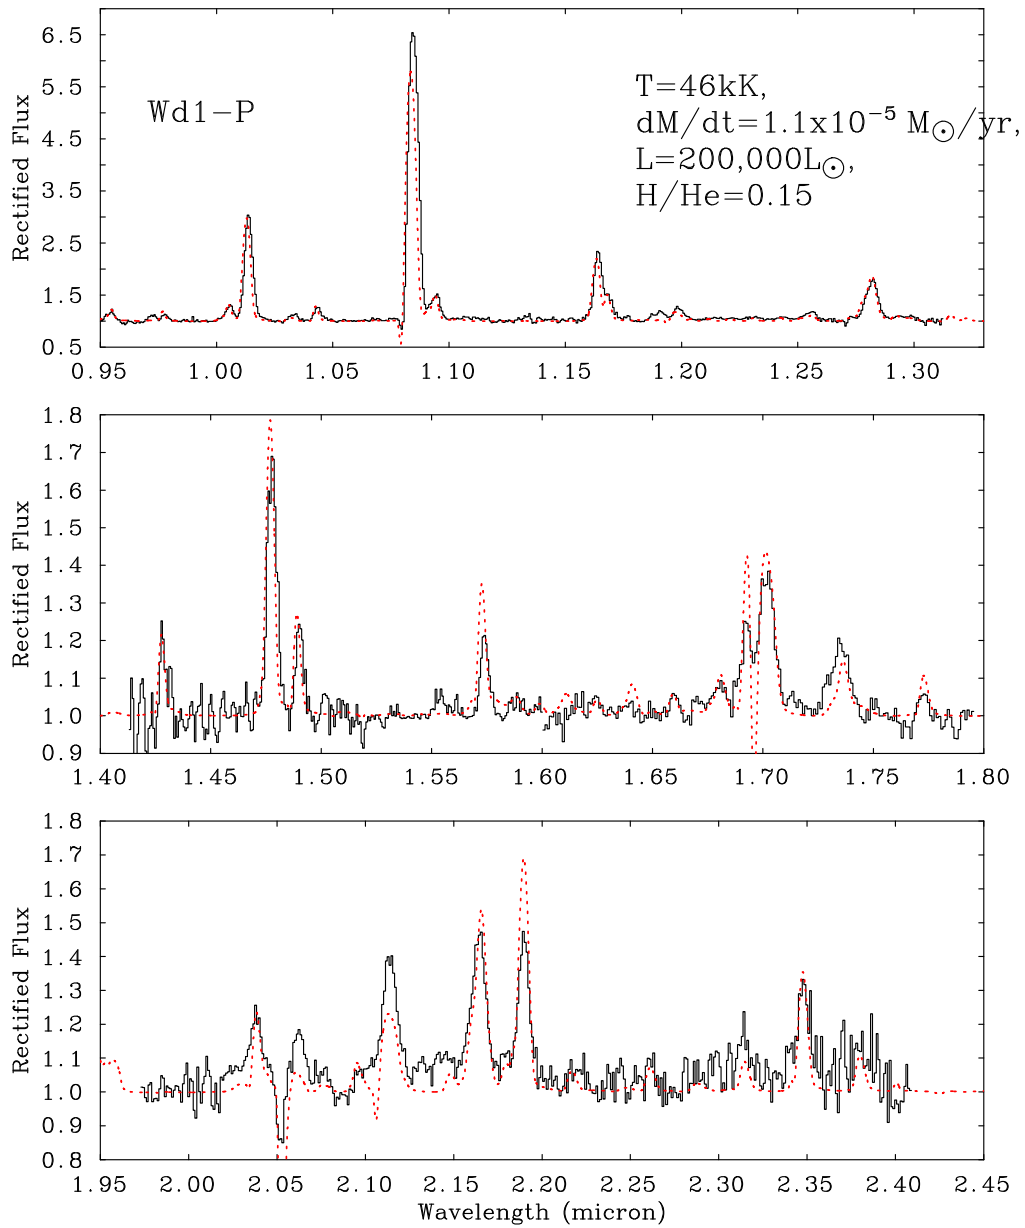 6.5
5.5
4.5
3.5
2.5
1.5
0.5
Rectified Flux
Wd1-P
T=46kK,
dM/dt=1.1x10⁻⁵ M☉/yr,
L=200,000L☉,
H/He=0.15
0.95 1.00 1.05 1.10 1.15 1.20 1.25 1.30
1.8
1.7
1.6
1.5
1.4
1.3
1.2
1.1
1.0
0.9
Rectified Flux
1.40 1.45 1.50 1.55 1.60 1.65 1.70 1.75 1.80
1.8
1.7
1.6
1.5
1.4
1.3
1.2
1.1
1.0
0.9
0.8
Rectified Flux
1.95 2.00 2.05 2.10 2.15 2.20 2.25 2.30 2.35 2.40 2.45
Wavelength (micron)